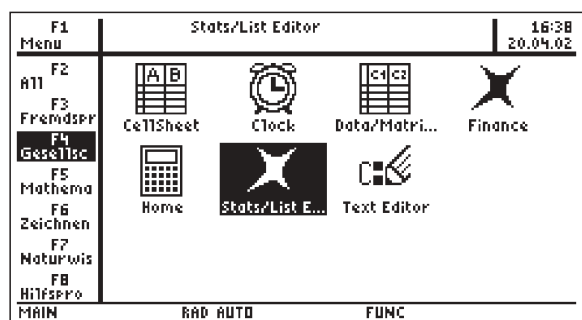 F1
Menu
Stats/List Editor
16:38
20.04.02
F2
All
F3
Fremdspr
F4
Gesellsc
F5
Mathema
F6
Zeichnen
F7
Naturwis
F8
Hilfspro
A B
C1 C2
CellSheet Clock Data/Matri... Finance
Home Stats/List E... Text Editor
MAIN RAD AUTO FUNC